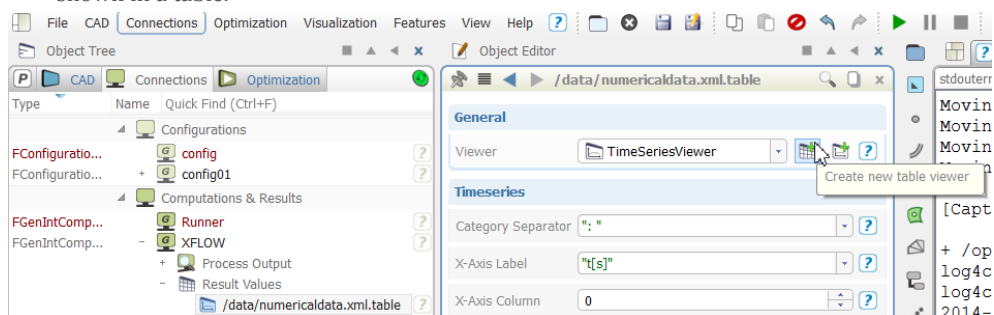 File CAD Connections Optimization Visualization Features View Help ?
Object Tree
Object Editor
P CAD Connections Optimization
/data/numericaldata.xml.table
stdouterr
Type Name Quick Find (Ctrl+F)
Configurations
FConfiguratio... G config ?
FConfiguratio... + G config01 ?
Computations & Results
FGenIntComp... G Runner ?
FGenIntComp... - G XFLOW ?
+ Process Output
- Result Values
/data/numericaldata.xml.table ?
General
Viewer TimeSeriesViewer ?
Create new table viewer
Timeseries
Category Separator ": " ?
X-Axis Label "t[s]" ?
X-Axis Column 0 ?
Movin
Movin
Movin
[Capt
+ /op
log4c
log4c
2014-